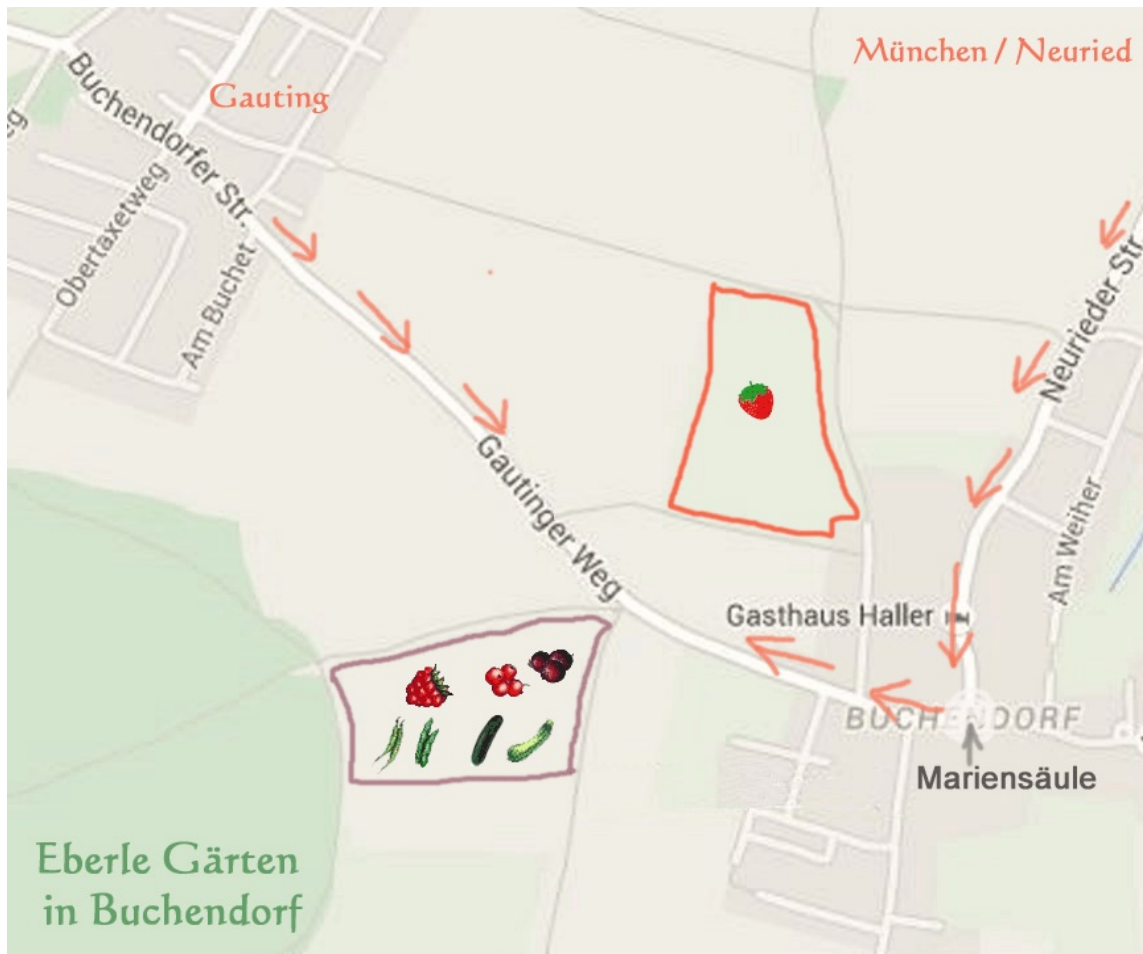 München / Neuried
Gauting
Buchendorfer Str.
Obertaxetweg
Am Buchet
Neurieder Str.
Gautinger Weg
Am Weiher
Gasthaus Haller
BUCHENDORF
Mariensäule
Eberle Gärten
in Buchendorf